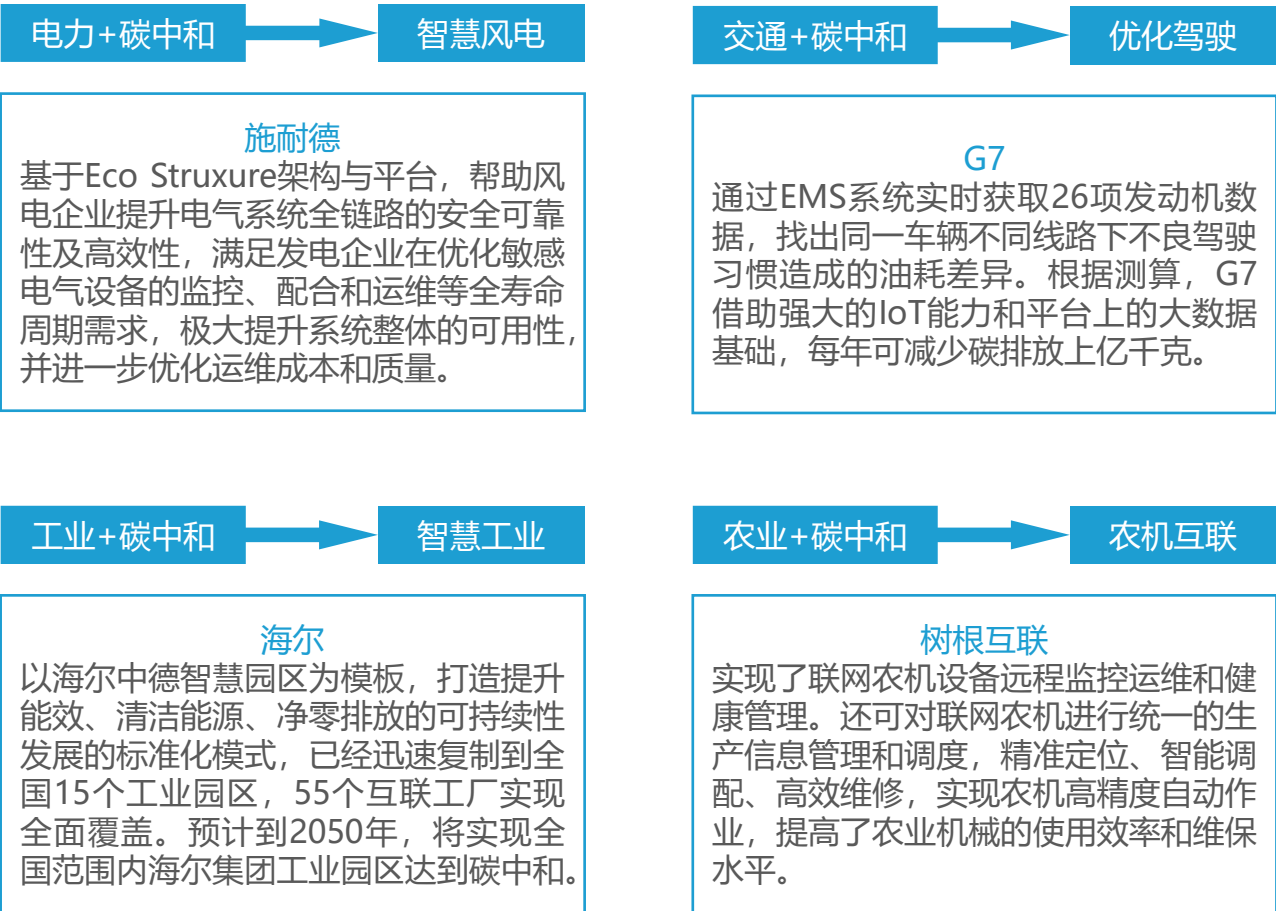 电力+碳中和
智慧风电
施耐德
基于Eco Struxure架构与平台，帮助风
电企业提升电气系统全链路的安全可靠
性及高效性，满足发电企业在优化敏感
电气设备的监控、配合和运维等全寿命
周期需求，极大提升系统整体的可用性，
并进一步优化运维成本和质量。
交通+碳中和
优化驾驶
G7
通过EMS系统实时获取26项发动机数
据，找出同一车辆不同线路下不良驾驶
习惯造成的油耗差异。根据测算，G7
借助强大的IoT能力和平台上的大数据
基础，每年可减少碳排放上亿千克。
工业+碳中和
智慧工业
海尔
以海尔中德智慧园区为模板，打造提升
能效、清洁能源、净零排放的可持续性
发展的标准化模式，已经迅速复制到全
国15个工业园区，55个互联工厂实现
全面覆盖。预计到2050年，将实现全
国范围内海尔集团工业园区达到碳中和。
农业+碳中和
农机互联
树根互联
实现了联网农机设备远程监控运维和健
康管理。还可对联网农机进行统一的生
产信息管理和调度，精准定位、智能调
配、高效维修，实现农机高精度自动作
业，提高了农业机械的使用效率和维保
水平。